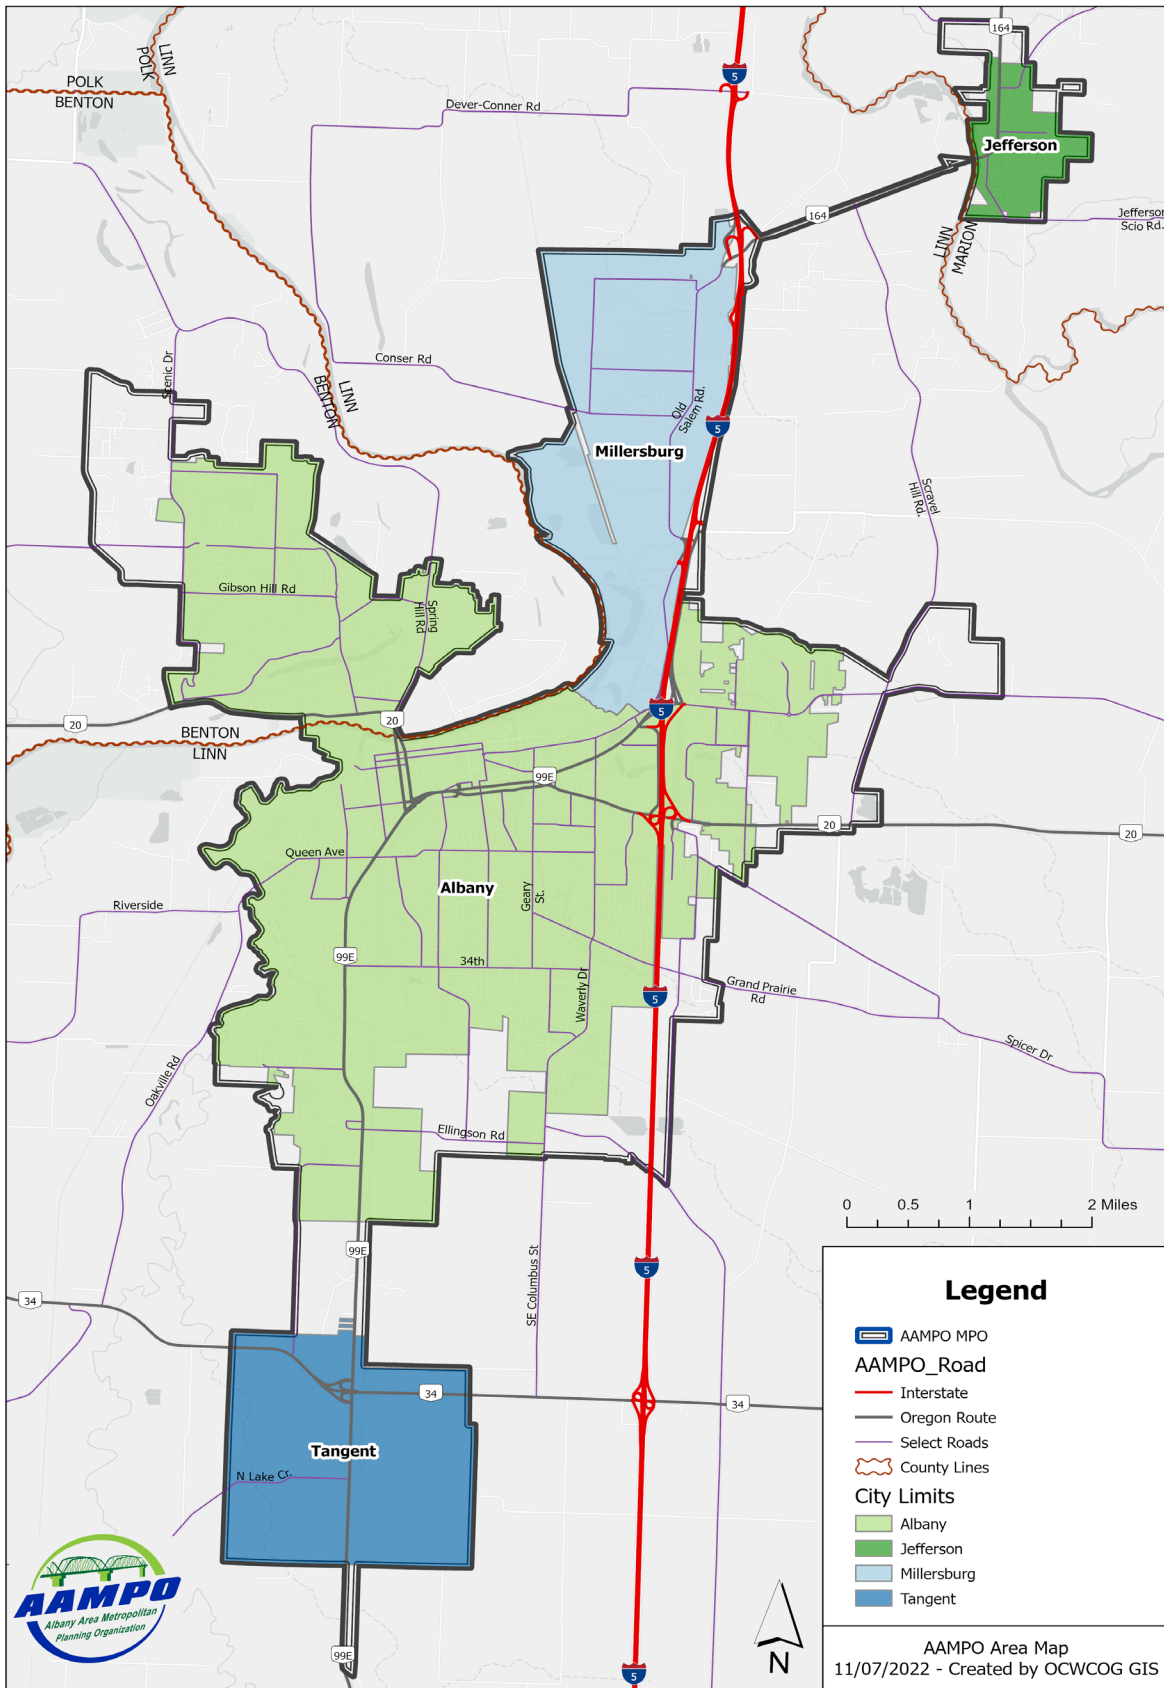 164
LINN
POLK
POLK
BENTON
5
Dever-Conner Rd
Jefferson
164
Jefferson
Scio Rd.
LINN
MARION
Scenic Dr
Conser Rd
LINN
BENTON
Old
Salem Rd.
5
Millersburg
Scravel
Hill Rd.
Gibson Hill Rd
Spring
Hill Rd
5
20
20
BENTON
LINN
99E
20
20
Queen Ave
Albany
Geary
St.
Riverside
99E
34th
Waverly Dr
Grand Prairie
Rd
5
Spicer Dr
Oakville Rd
Ellingson Rd
0 0.5 1 2 Miles
99E
SE Columbus St
5
34
34
34
Tangent
N Lake Cr.
99E
5
Legend
AAMPO MPO
AAMPO_Road
Interstate
Oregon Route
Select Roads
County Lines
City Limits
Albany
Jefferson
Millersburg
Tangent
AAMPO
Albany Area Metropolitan
Planning Organization
N
AAMPO Area Map
11/07/2022 - Created by OCWCOG GIS